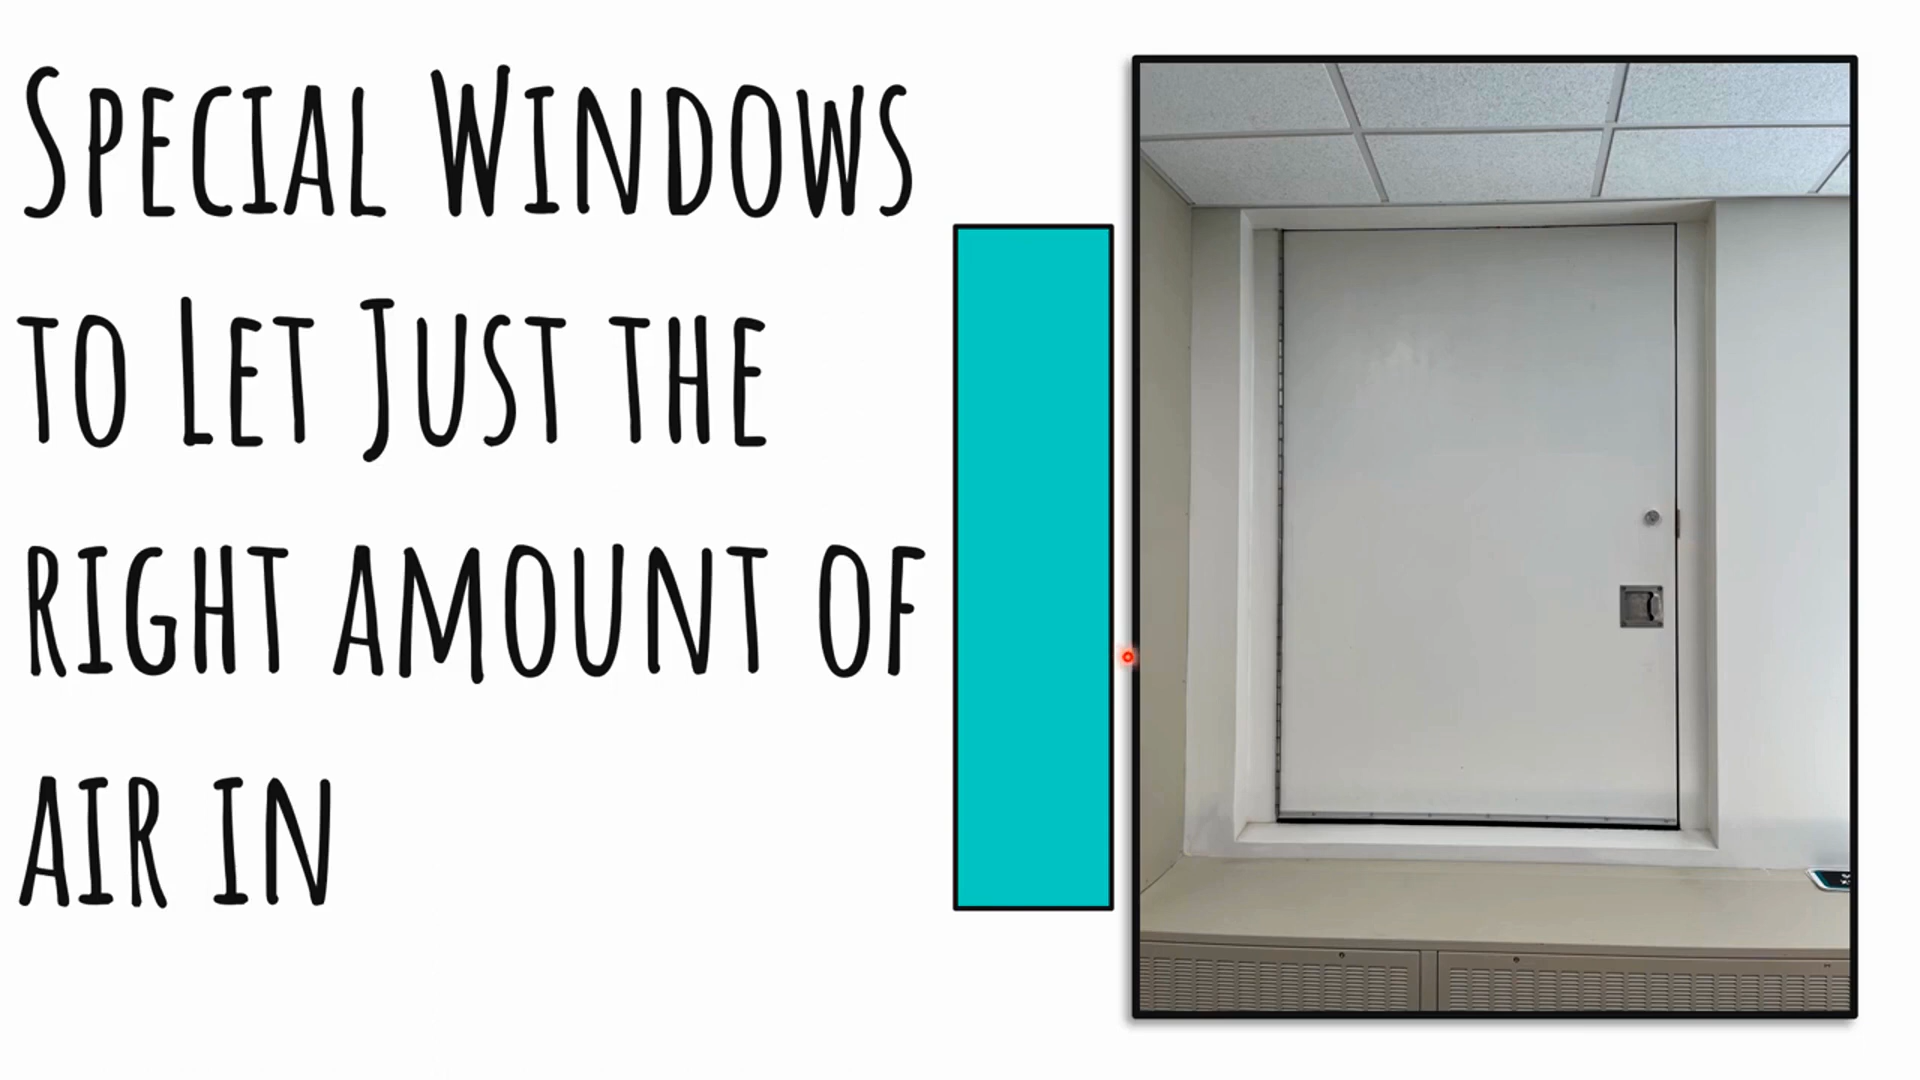 Special Windows
to Let Just the
right amount of
air in